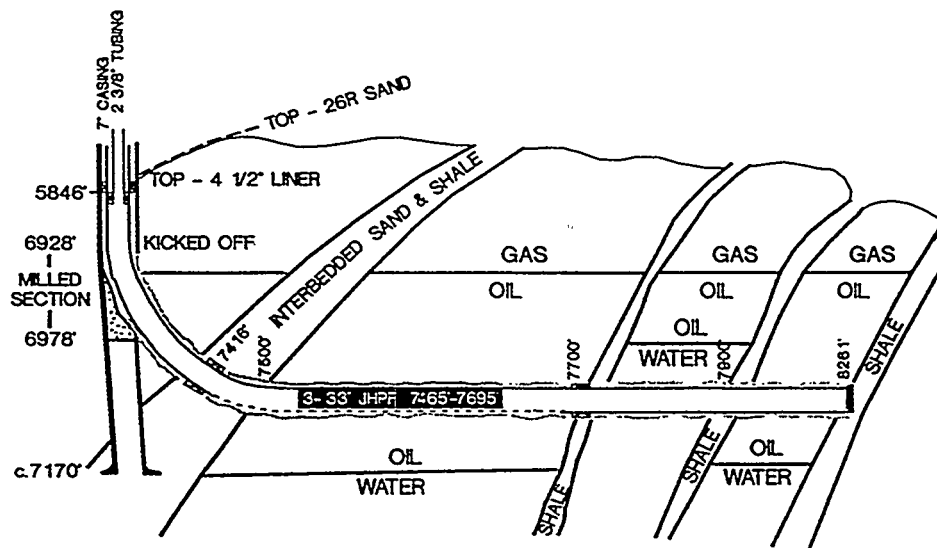 7" CASING
2 3/8" TUBING
TOP - 26R SAND
5846'
TOP - 4 1/2" LINER
6928'
KICKED OFF
MILLED
SECTION
6978'
INTERBEDDED SAND & SHALE
GAS
OIL
GAS
OIL
GAS
OIL
OIL
WATER
7416'
7500'
7700'
7900'
8261'
SHALE
3- 33" JHPF 7465'-7695'
c.7170'
OIL
WATER
SHALE
SHALE
OIL
WATER